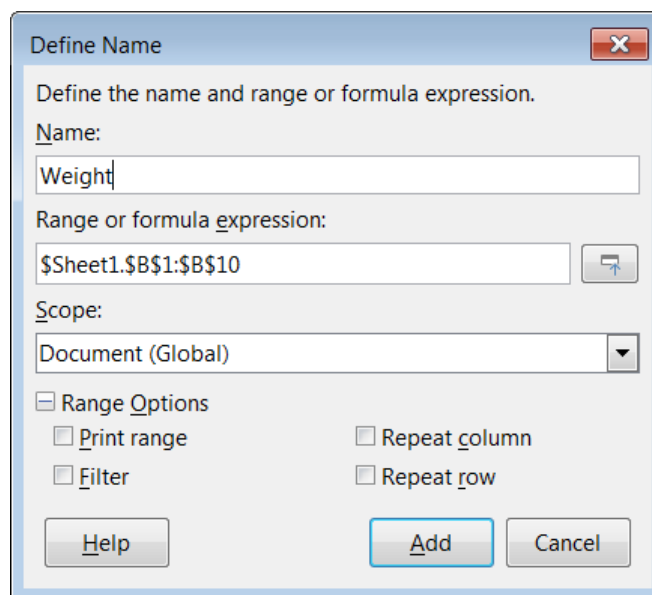 Define Name
Define the name and range or formula expression.
Name:
Weight
Range or formula expression:
$Sheet1.$B$1:$B$10
Scope:
Document (Global)
Range Options
Print range
Repeat column
Filter
Repeat row
Help
Add
Cancel